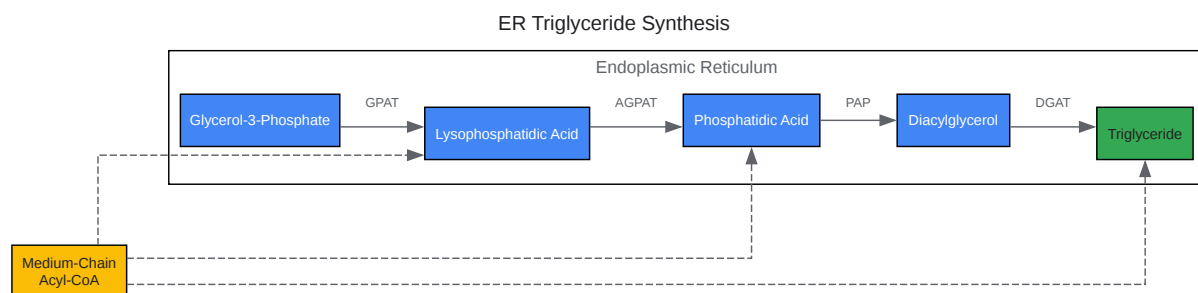 ER Triglyceride Synthesis
Endoplasmic Reticulum
GPAT
AGPAT
PAP
DGAT
Glycerol-3-Phosphate
Lysophosphatidic Acid
Phosphatidic Acid
Diacylglycerol
Triglyceride
Medium-Chain
Acyl-CoA